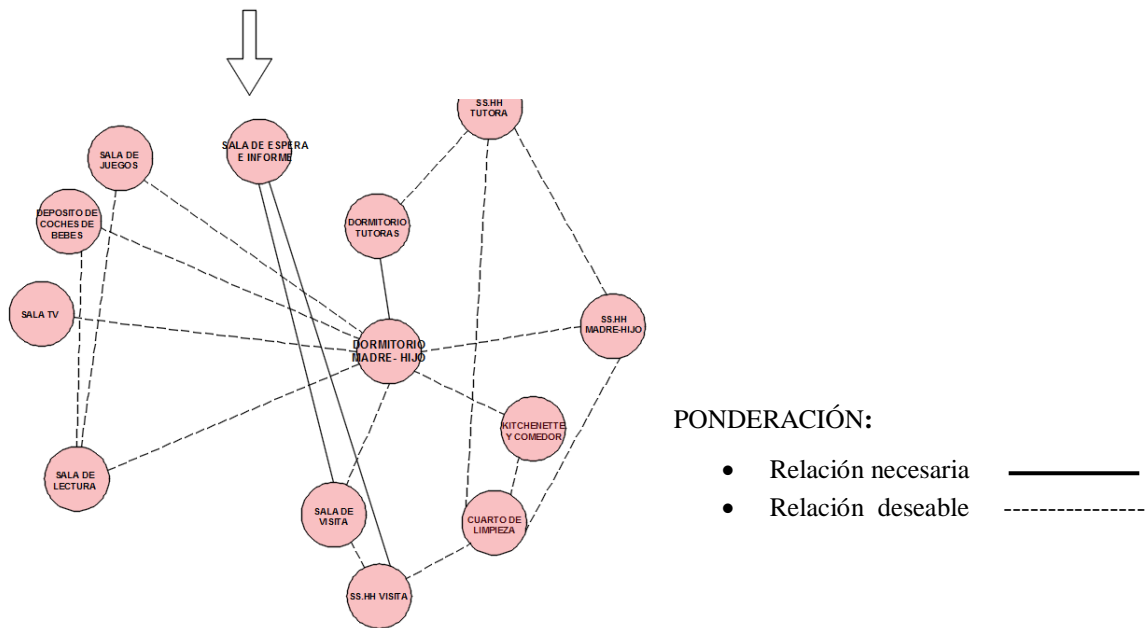 SS.HH
TUTORA
SALA DE ESPERA
E INFORME
SALA DE
JUEGOS
DEPOSITO DE
COCHES DE
BEBES
DORMITORIO
TUTORAS
SALA TV
SS.HH
MADRE-HIJO
DORMITORIO
MADRE- HIJO
KITCHENETTE
Y COMEDOR
SALA DE
LECTURA
SALA DE
VISITA
CUARTO DE
LIMPIEZA
SS.HH VISITA
PONDERACIÓN:
• Relación necesaria
• Relación deseable